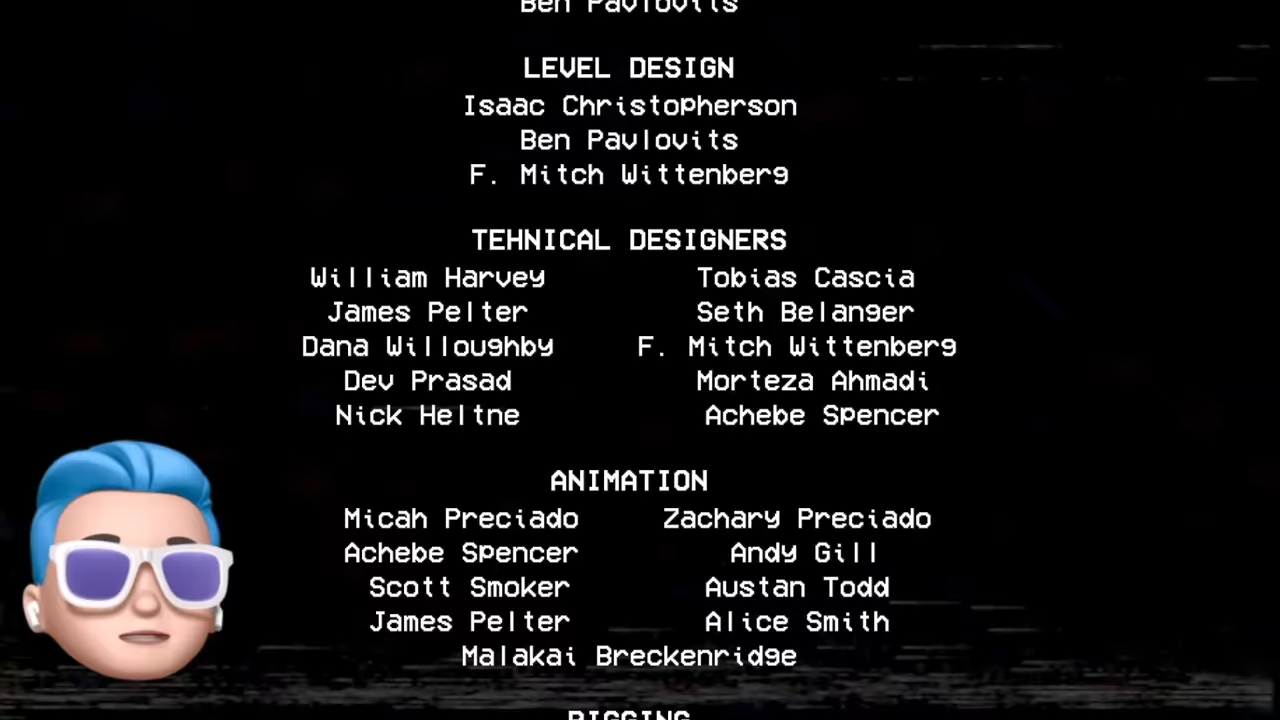 Ben Pavlovits
LEVEL DESIGN
Isaac Christopherson
Ben Pavlovits
F. Mitch Wittenberg
TEHNICAL DESIGNERS
William Harvey Tobias Cascia
James Pelter Seth Belanger
Dana Willoughby F. Mitch Wittenberg
Dev Prasad Morteza Ahmadi
Nick Heltne Achebe Spencer
ANIMATION
Micah Preciado Zachary Preciado
Achebe Spencer Andy Gill
Scott Smoker Austan Todd
James Pelter Alice Smith
Malakai Breckenridge
RIGGING